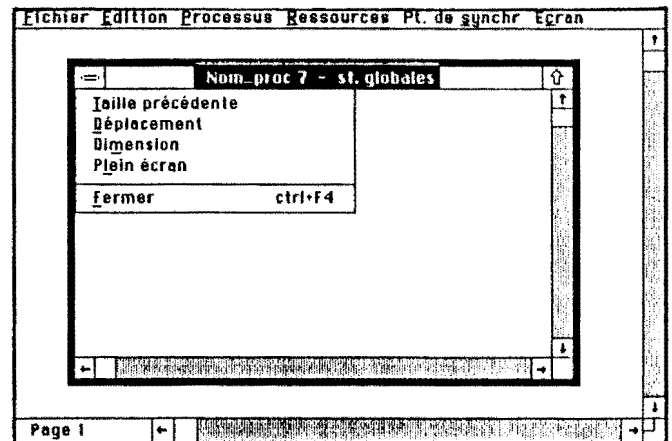 Fichier Edition Processus Ressources Pt. de synchr Ecran
Nom_proc 7 - st. globales
Taille précédente
Déplacement
Dimension
Plein écran
Fermer ctrl+F4
Page 1